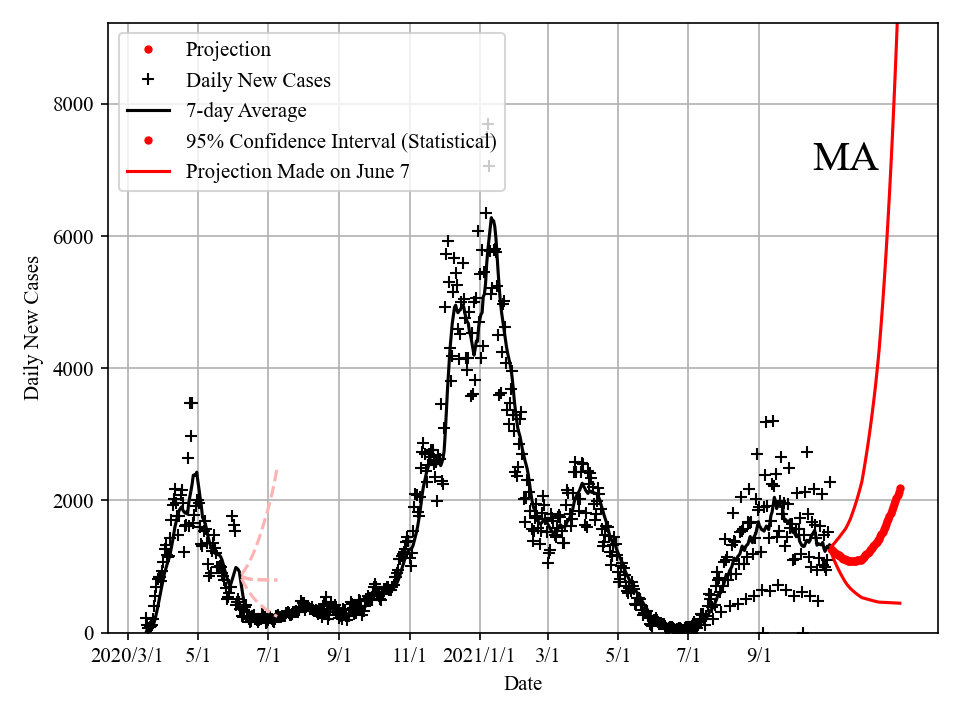 Projection
Daily New Cases
7-day Average
95% Confidence Interval (Statistical)
Projection Made on June 7
MA
Daily New Cases
8000
6000
4000
2000
0
2020/3/1 5/1 7/1 9/1 11/1 2021/1/1 3/1 5/1 7/1 9/1
Date